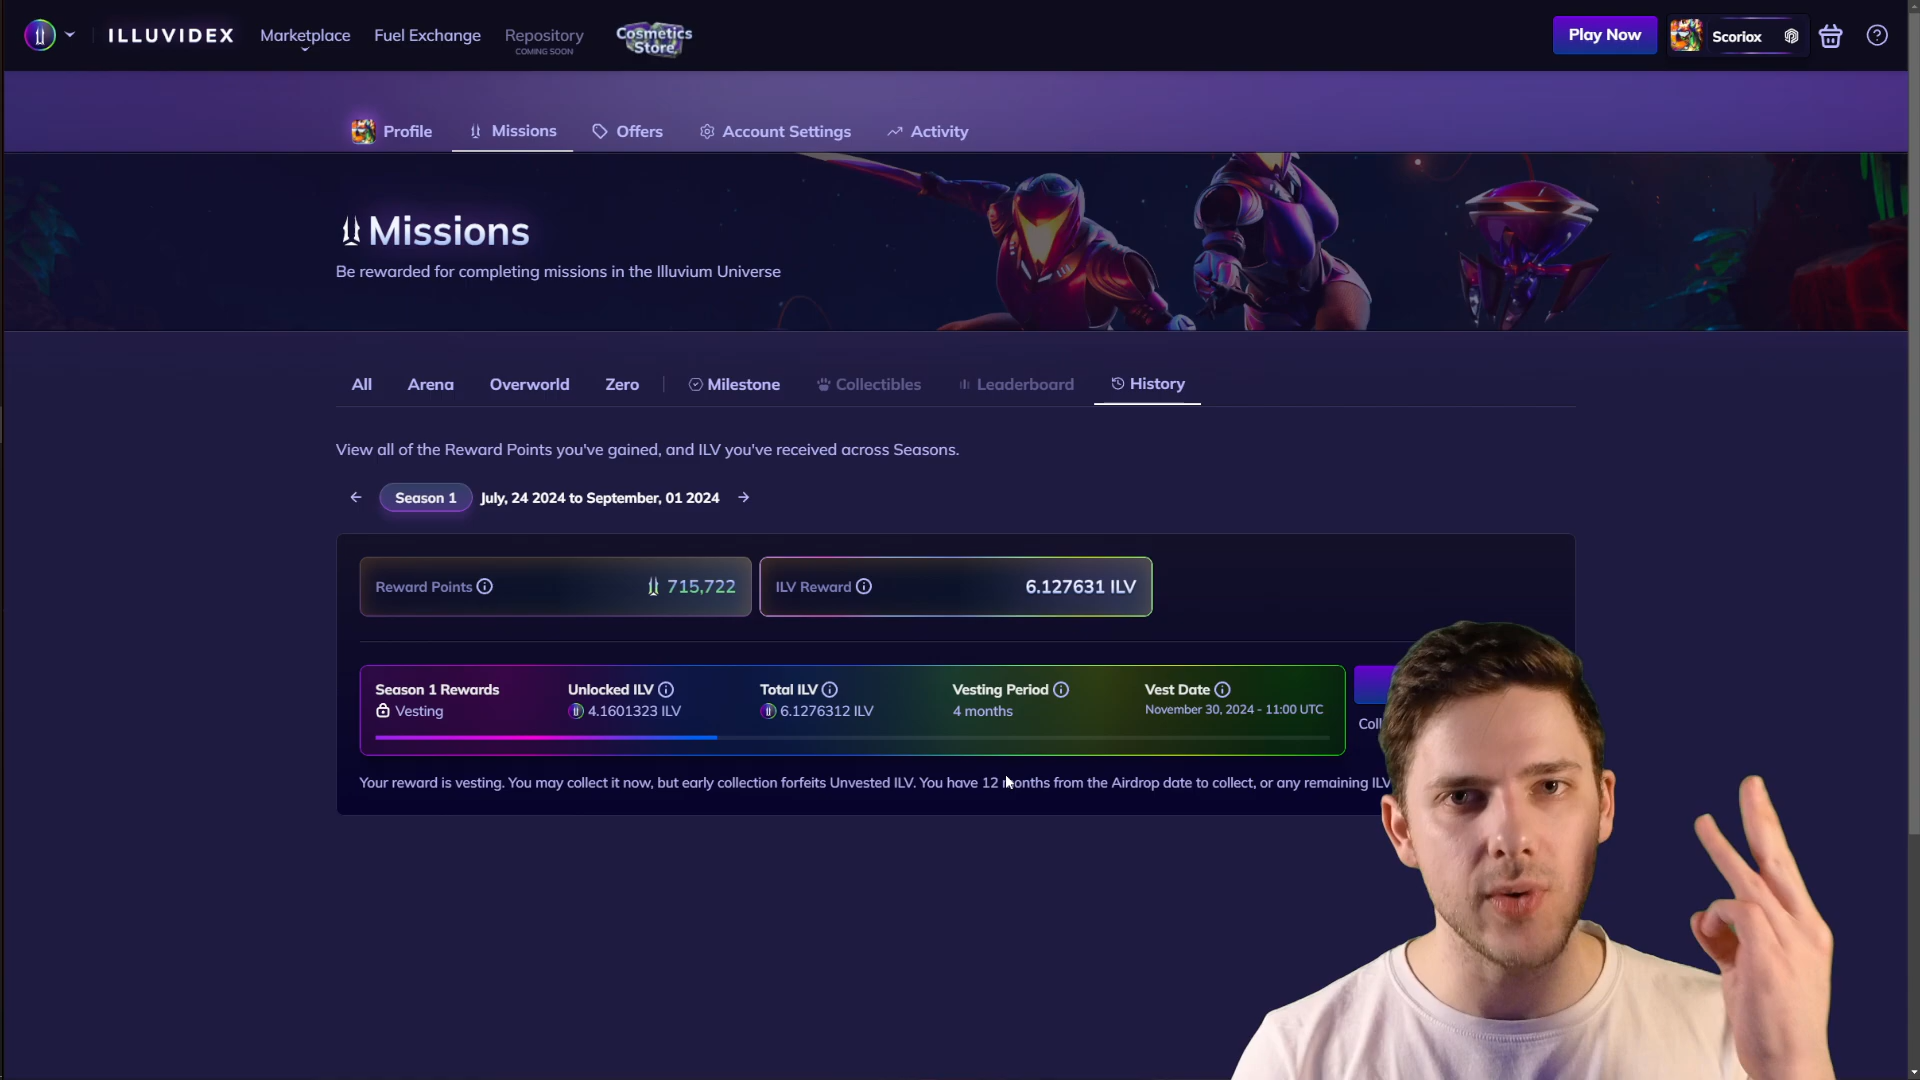 ILLUVIDEX
Marketplace
Fuel Exchange
Repository
COMING SOON
Cosmetics
Store
Play Now
Scoriox
Profile
Missions
Offers
Account Settings
Activity
Missions
Be rewarded for completing missions in the Illuvium Universe
All
Arena
Overworld
Zero
Milestone
Collectibles
Leaderboard
History
View all of the Reward Points you've gained, and ILV you've received across Seasons.
Season 1
July, 24 2024 to September, 01 2024
Reward Points
715,722
ILV Reward
6.127631 ILV
Season 1 Rewards
Vesting
Unlocked ILV
4.1601323 ILV
Total ILV
6.1276312 ILV
Vesting Period
4 months
Vest Date
November 30, 2024 - 11:00 UTC
Coll
Your reward is vesting. You may collect it now, but early collection forfeits Unvested ILV. You have 12 months from the Airdrop date to collect, or any remaining ILV